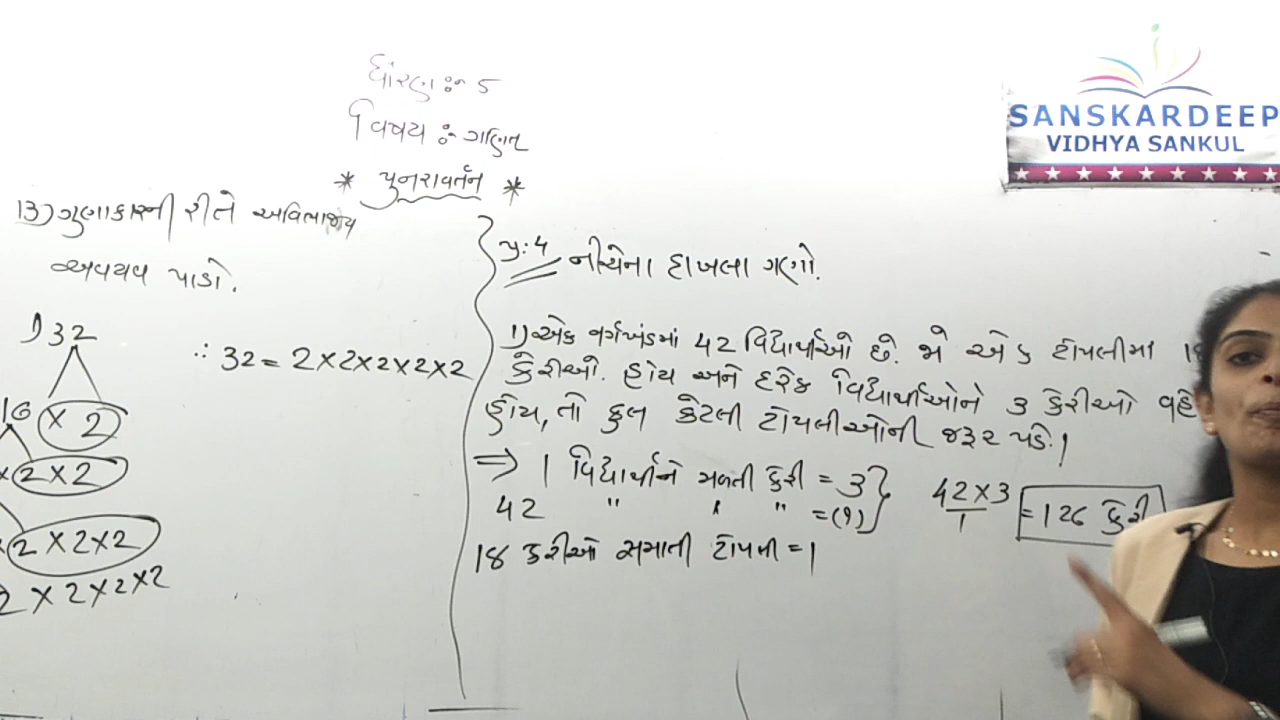 ધોરણ :- ૫
વિષય :- ગણિત
* પુનરાવર્તન *
SANSKARDEEP
VIDHYA SANKUL
13) ગુણાકારની રીતે અવિભાજ્ય
અવયવ પાડો.
1) 32
16 × 2
× 2 × 2
2 × 2 × 2
2 × 2 × 2 × 2
∴ 32 = 2 × 2 × 2 × 2 × 2
પ્ર: 4 નીચેના દાખલા ગણો.
1) એક વર્ગખંડમાં 42 વિદ્યાર્થીઓ છે. જો એક ટોપલીમાં
કેરીઓ. હોય અને દરેક વિદ્યાર્થીઓને 3 કેરીઓ
હોય, તો કુલ કેટલી ટોપલીઓની જરૂર પડે.
⇒ 1 વિદ્યાર્થીને મળતી કેરી = 3
42 " " " = (?)
42 × 3
1
= 126 કેરી
18 કેરીઓ સમાતી ટોપલી = 1